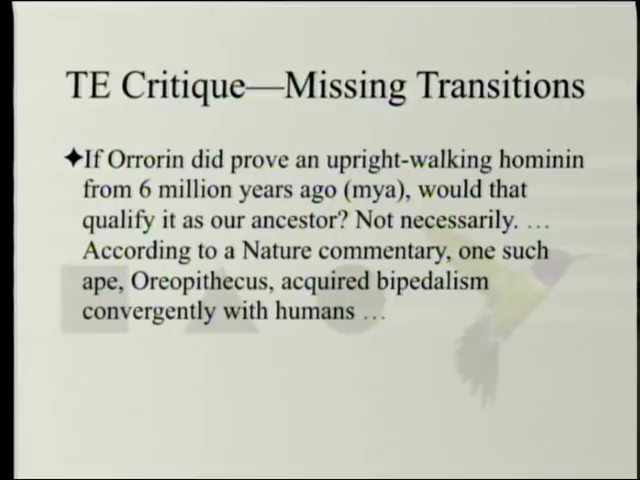 TE Critique—Missing Transitions
✦If Orrorin did prove an upright-walking hominin
from 6 million years ago (mya), would that
qualify it as our ancestor? Not necessarily. …
According to a Nature commentary, one such
ape, Oreopithecus, acquired bipedalism
convergently with humans …